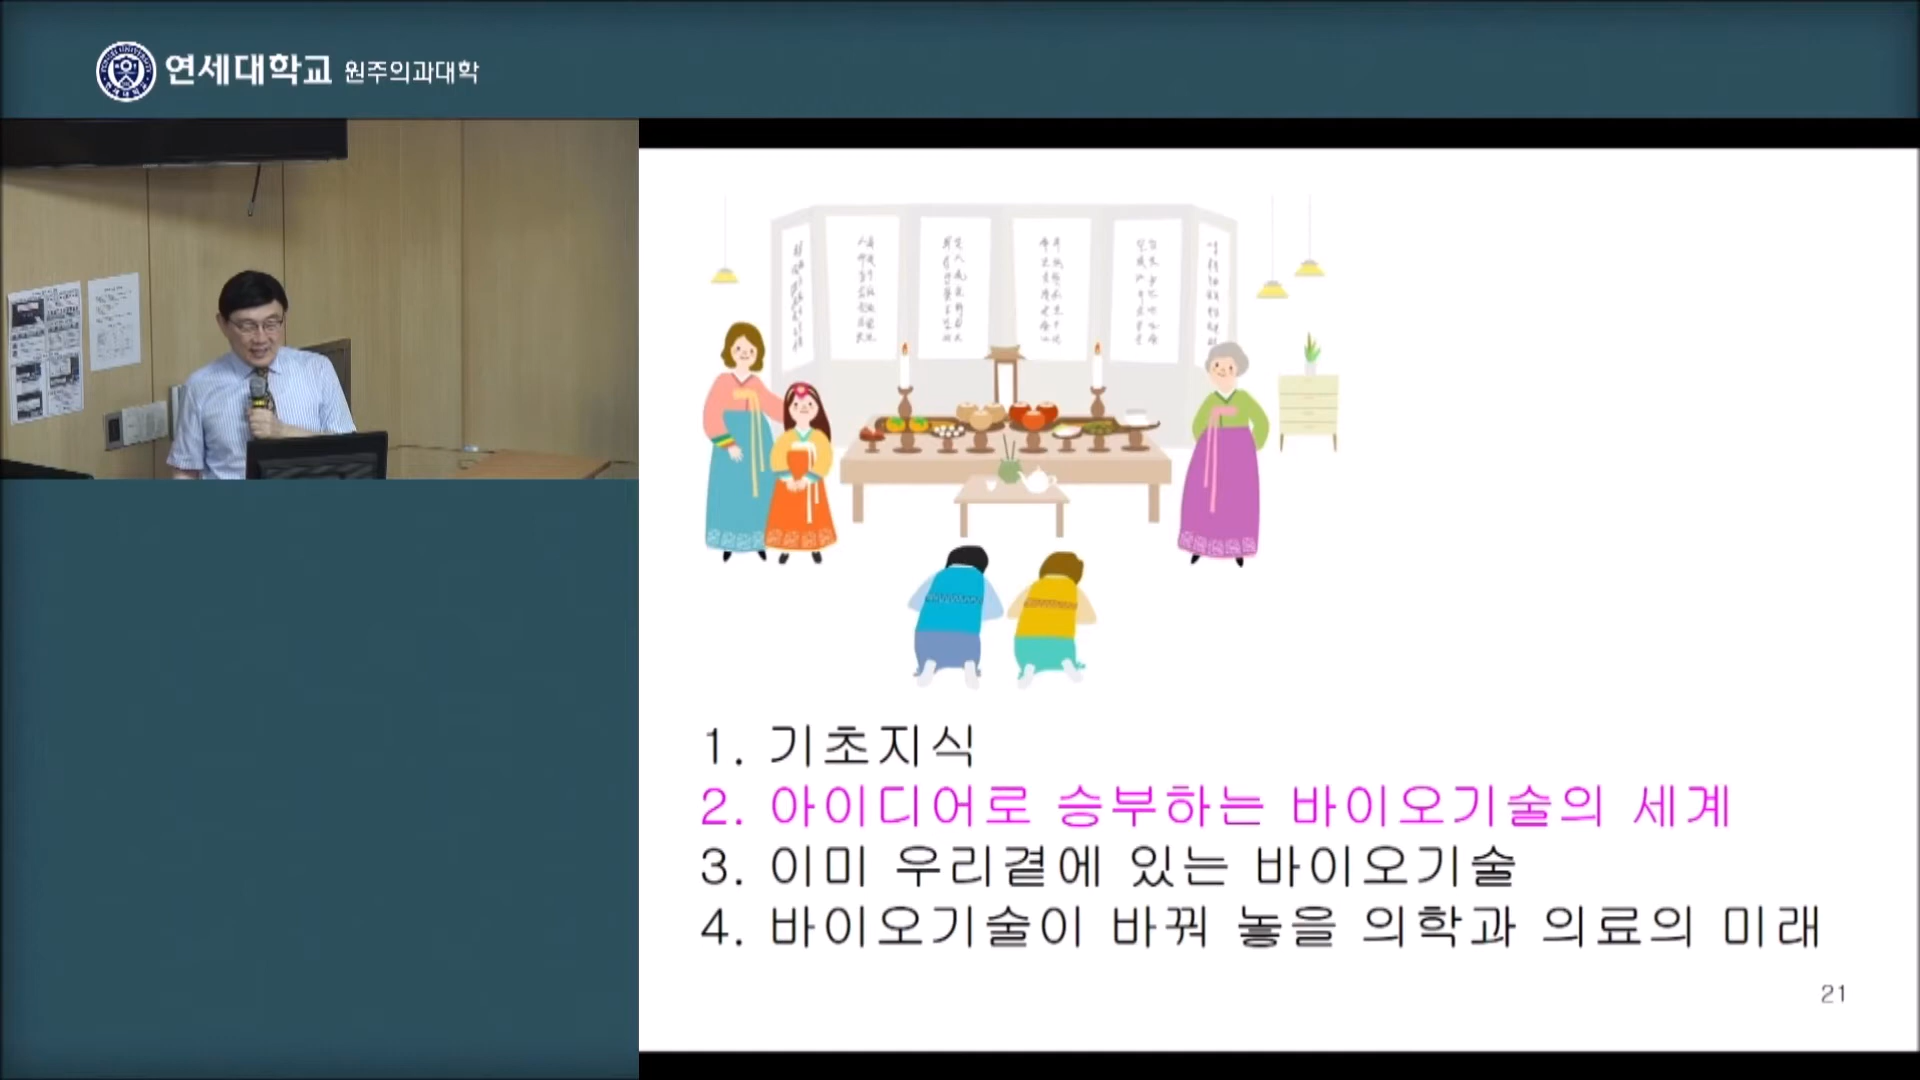 연세대학교 원주의과대학
1. 기초지식
2. 아이디어로 승부하는 바이오기술의 세계
3. 이미 우리곁에 있는 바이오기술
4. 바이오기술이 바꿔 놓을 의학과 의료의 미래
21